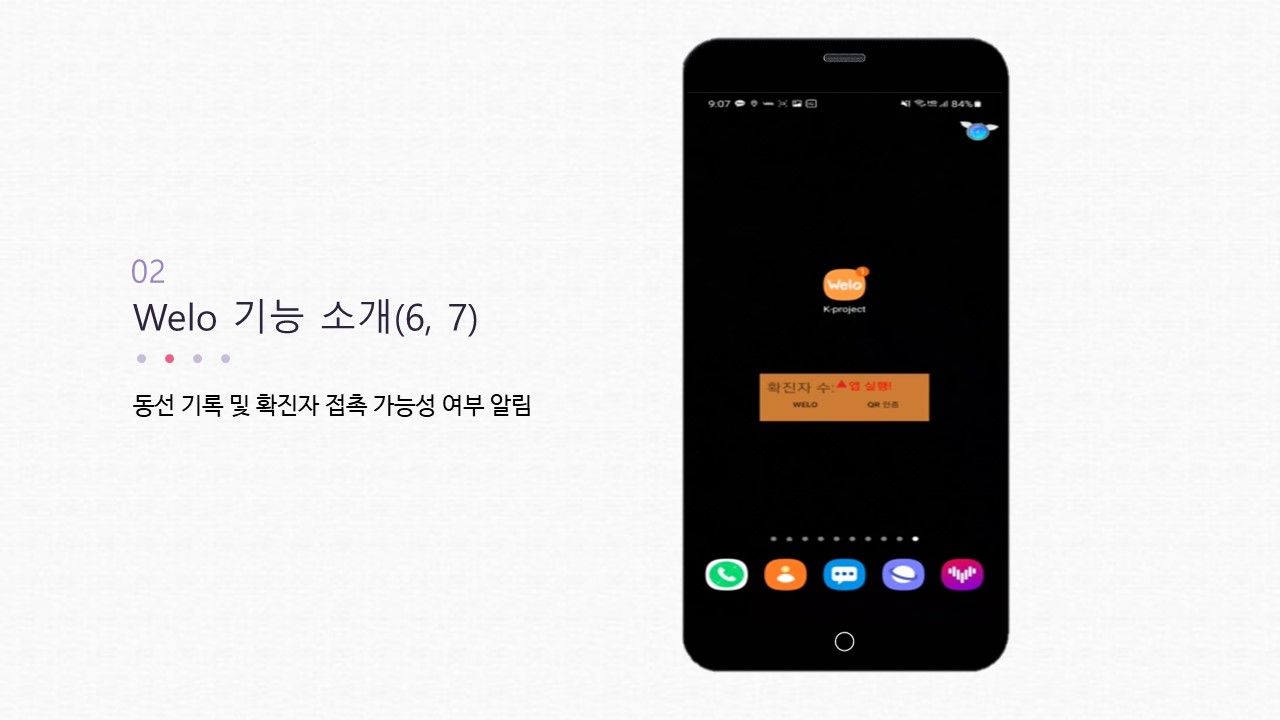 02
Welo 기능 소개(6, 7)
동선 기록 및 확진자 접촉 가능성 여부 알림
9:07
84%
Welo
1
K-project
확진자 수:▲앱 실행!
WELO
QR 인증